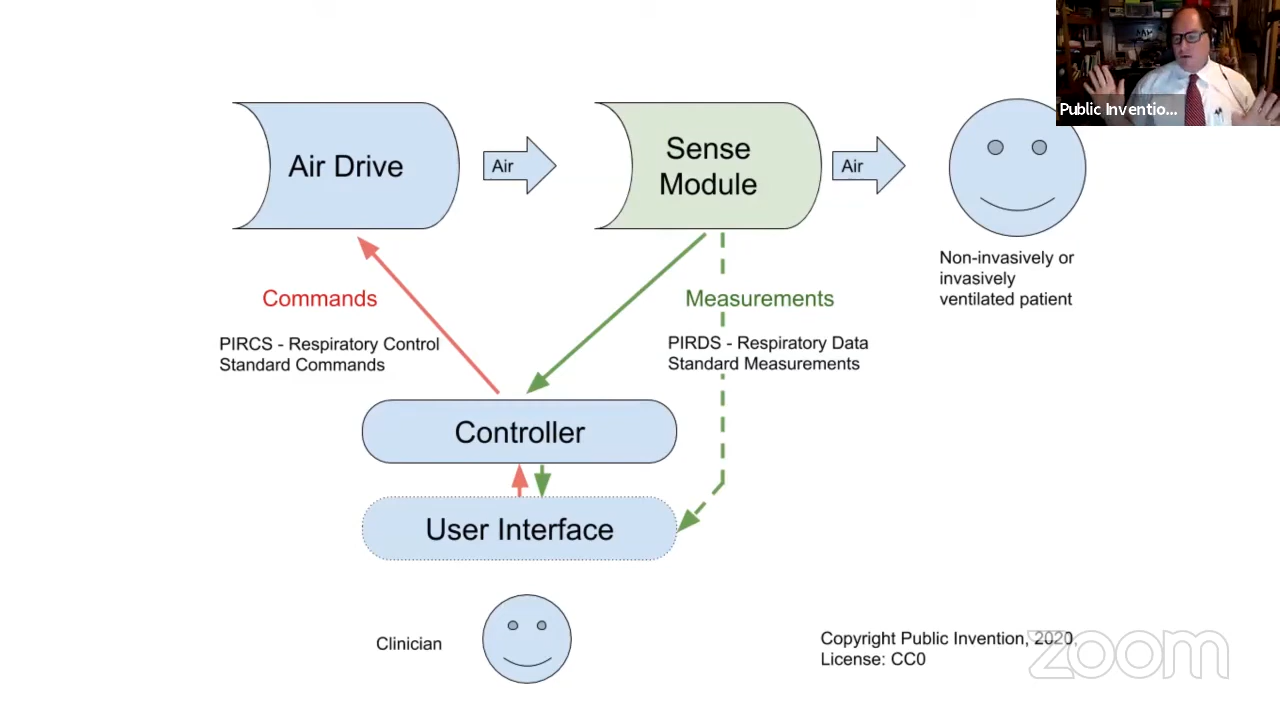 Public Inventio...
Air Drive
Air
Sense
Module
Air
Non-invasively or
invasively
ventilated patient
Commands
Measurements
PIRCS - Respiratory Control
Standard Commands
PIRDS - Respiratory Data
Standard Measurements
Controller
User Interface
Clinician
Copyright Public Invention, 2020,
License: CC0
zoom